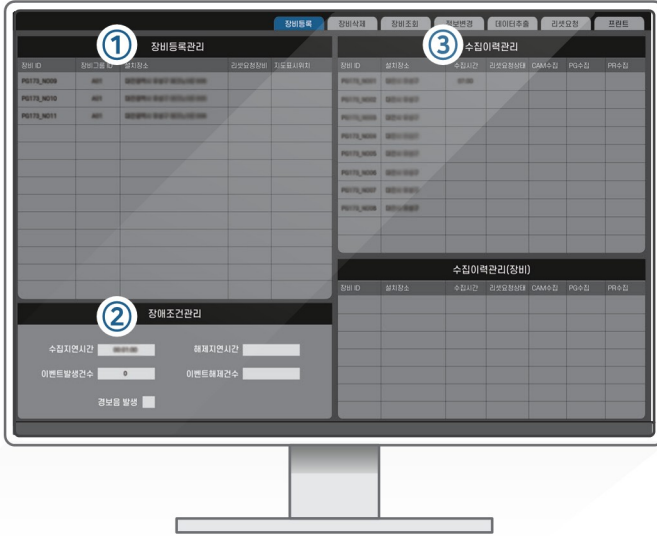 장비등록 장비삭제 장비조회 정보변경 데이터추출 리셋요청 프린트
① 장비등록관리
장비 ID 장비그룹 ID 설치장소 리셋요청장비 지도표시위치
PG173_N009 A01
PG173_N010 A01
PG173_N011 A01
② 장애조건관리
수집지연시간 해제지연시간
이벤트발생건수 0 이벤트해제건수
경보음 발생
③ 수집이력관리
장비 ID 설치장소 수집시간 리셋요청상태 CAM수집 PG수집 PR수집
PG173_N001
PG173_N002
PG173_N003
PG173_N004
PG173_N005
PG173_N006
PG173_N007
PG173_N008
수집이력관리(장비)
장비 ID 설치장소 수집시간 리셋요청상태 CAM수집 PG수집 PR수집